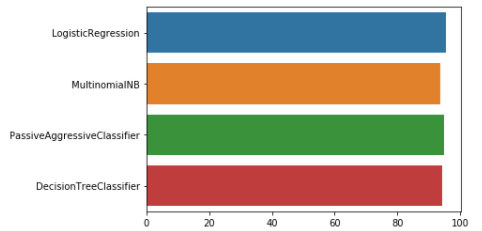 LogisticRegression
MultinomialNB
PassiveAggressiveClassifier
DecisionTreeClassifier
0 20 40 60 80 100